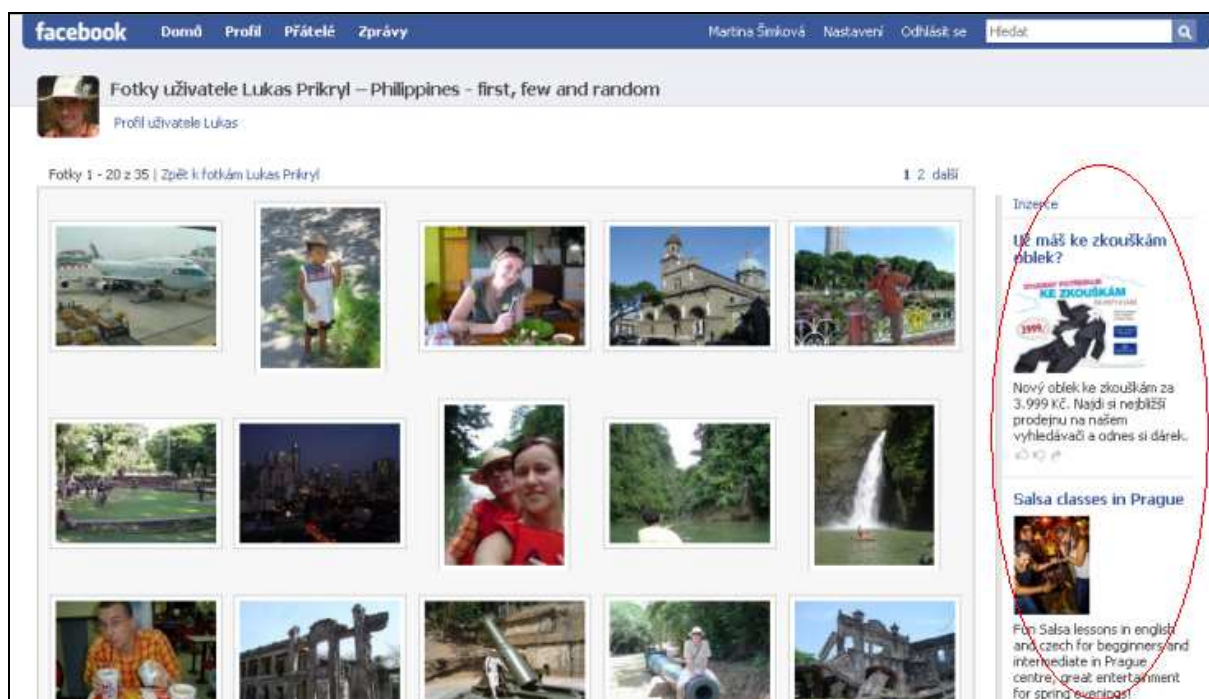 facebook Domů Profil Přátelé Zprávy Martina Šimková Nastavení Odhlásit se Hledat
Fotky uživatele Lukas Prikryl – Philippines - first, few and random
Profil uživatele Lukas
Fotky 1 - 20 z 35 | Zpět k fotkám Lukas Prikryl 1 2 další
Inzerce
Už máš ke zkouškám
oblek?
KE ZKOUŠKÁM
3999
Nový oblek ke zkouškám za
3.999 Kč. Najdi si nejbližší
prodejnu na našem
vyhledávači a odnes si dárek.
Salsa classes in Prague
Fun Salsa lessons in english
and czech for begginners and
intermediate in Prague
centre, great entertainment
for spring evenings!